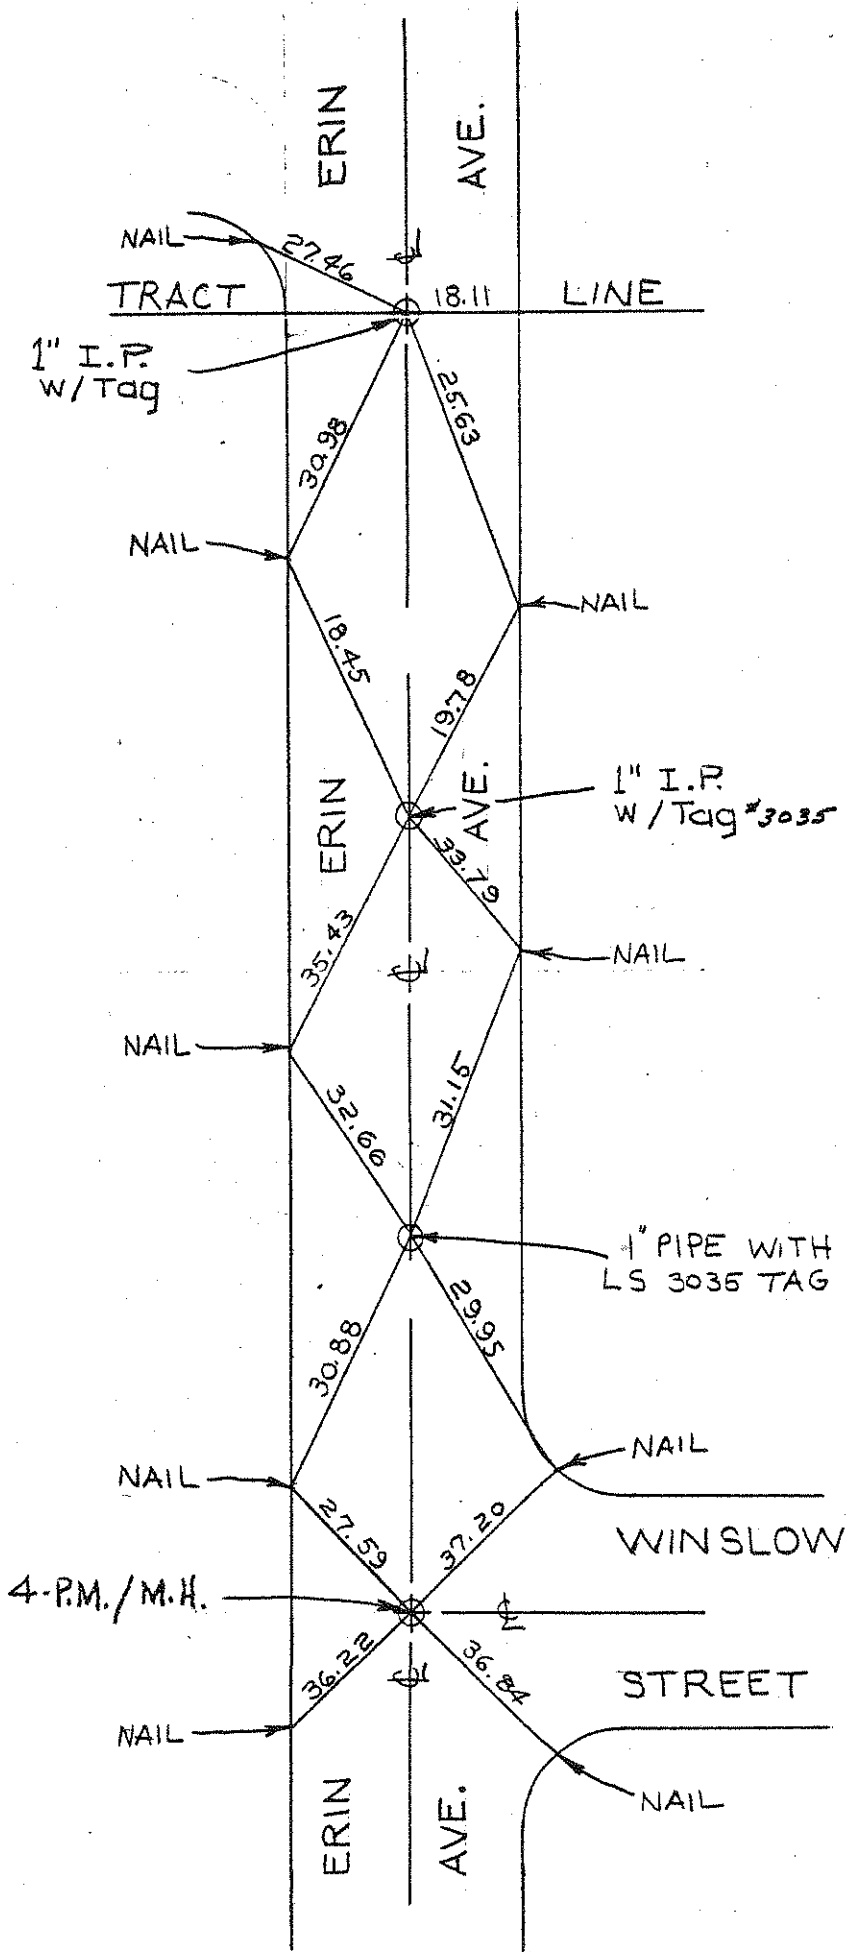 ERIN
AVE.
NAIL
27.46
℄
TRACT
18.11
LINE
1" I.P.
W/Tag
30.98
25.63
NAIL
NAIL
18.45
19.78
ERIN
AVE.
1" I.P.
W/Tag #3035
33.79
35.43
℄
NAIL
NAIL
32.66
31.15
1" PIPE WITH
LS 3035 TAG
30.88
29.95
NAIL
NAIL
27.59
37.20
WINSLOW
4-P.M./M.H.
℄
36.22
36.84
℄
STREET
NAIL
NAIL
ERIN
AVE.